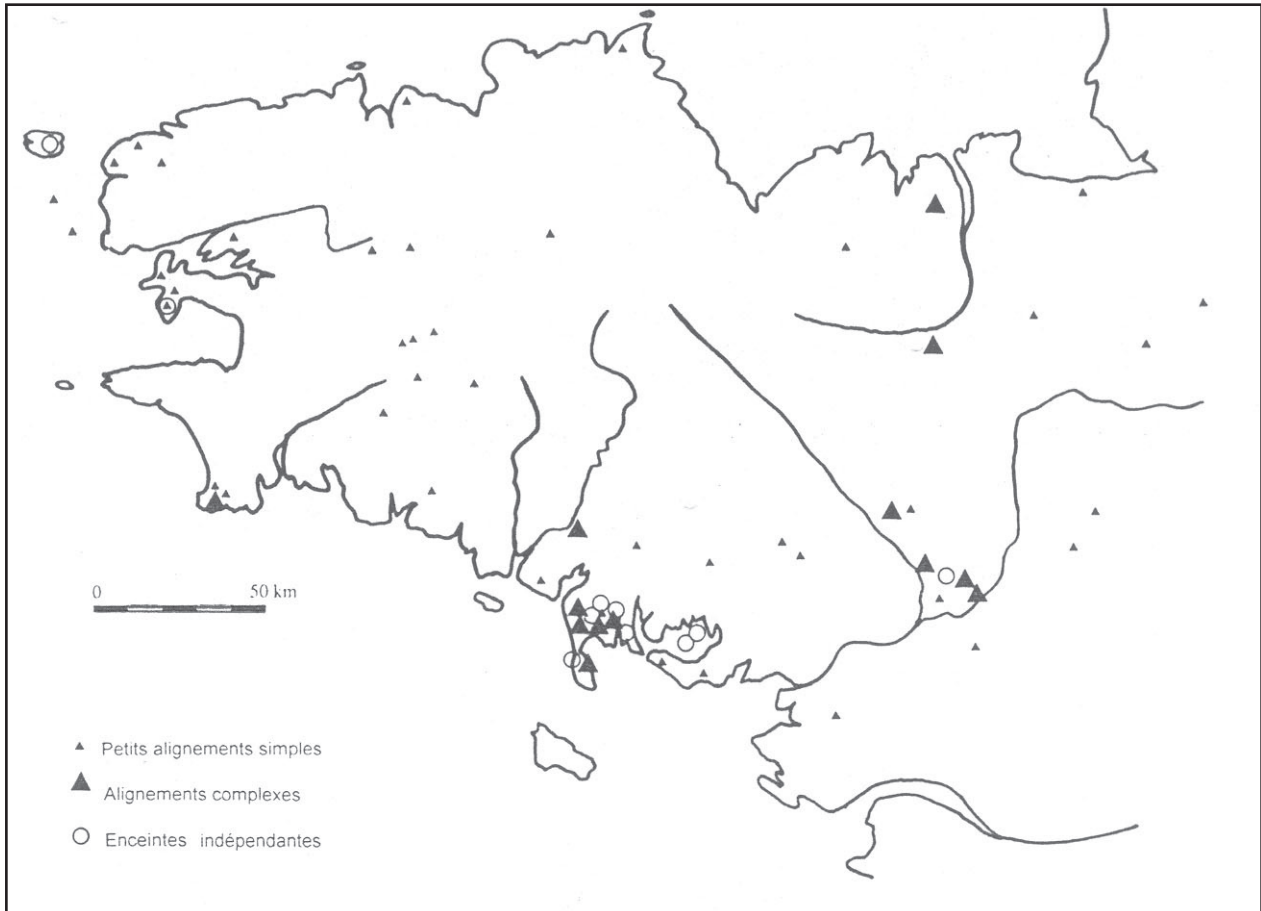 0 50 km
Petits alignements simples
Alignements complexes
Enceintes indépendantes